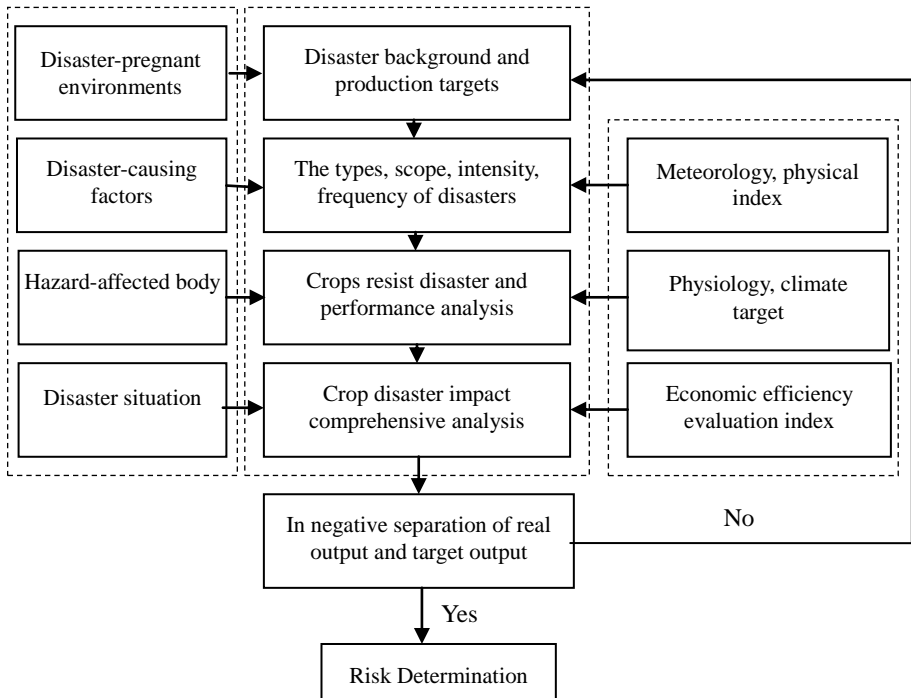 Disaster-pregnant
environments
Disaster background and
production targets
Disaster-causing
factors
The types, scope, intensity,
frequency of disasters
Meteorology, physical
index
Hazard-affected body
Crops resist disaster and
performance analysis
Physiology, climate
target
Disaster situation
Crop disaster impact
comprehensive analysis
Economic efficiency
evaluation index
In negative separation of real
output and target output
No
Yes
Risk Determination